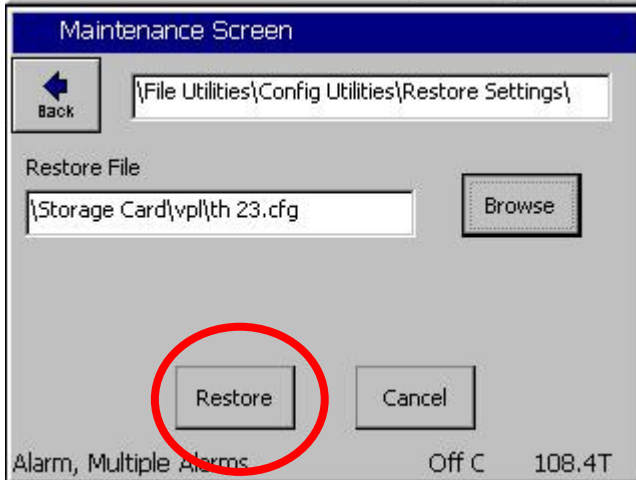 Maintenance Screen
Back
\File Utilities\Config Utilities\Restore Settings\
Restore File
\Storage Card\vpl\th 23.cfg
Browse
Restore
Cancel
Alarm, Multiple Alarms
Off C
108.4T